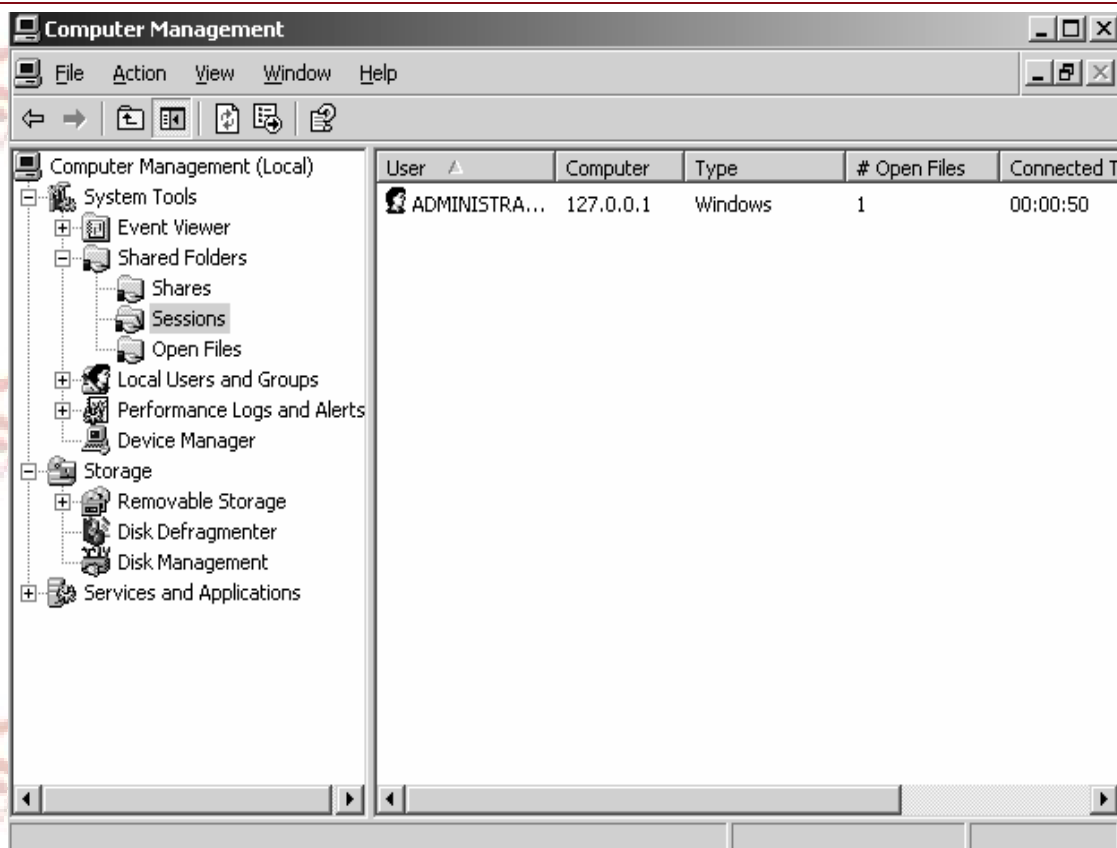 Computer Management
File Action View Window Help
Computer Management (Local)
System Tools
Event Viewer
Shared Folders
Shares
Sessions
Open Files
Local Users and Groups
Performance Logs and Alerts
Device Manager
Storage
Removable Storage
Disk Defragmenter
Disk Management
Services and Applications
User Computer Type # Open Files Connected T
ADMINISTRA... 127.0.0.1 Windows 1 00:00:50